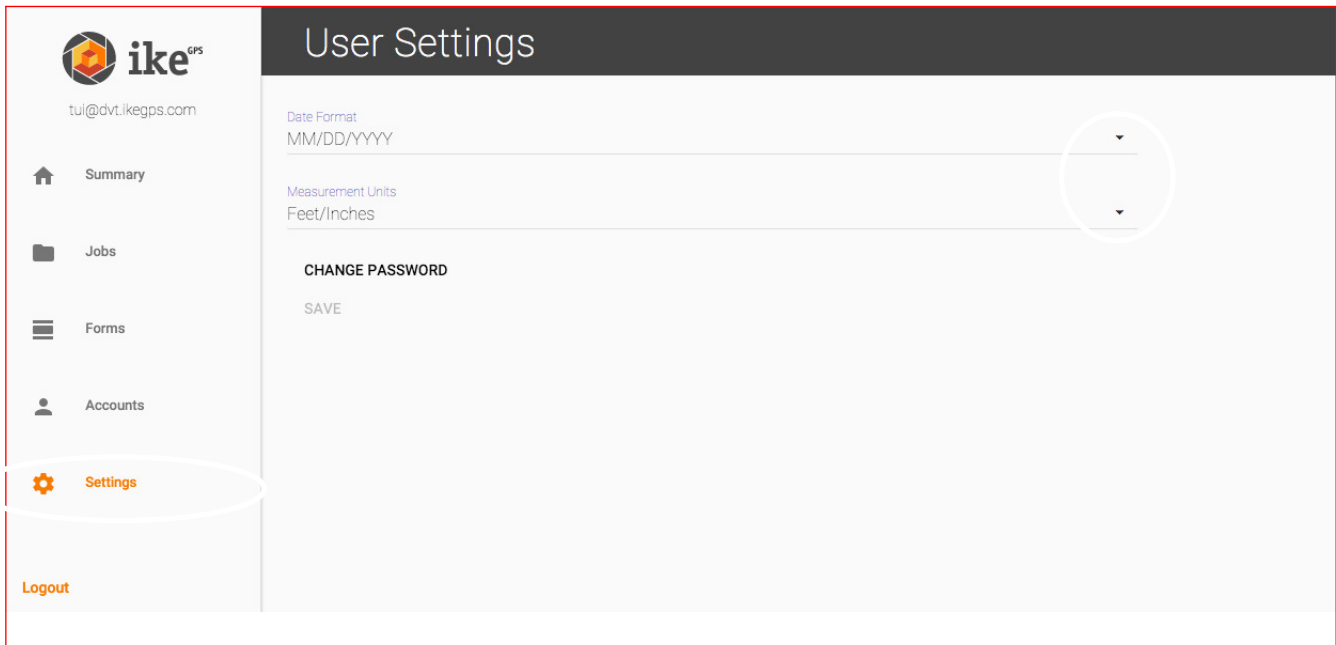 ike GPS
tui@dvt.ikegps.com
Summary
Jobs
Forms
Accounts
Settings
Logout
User Settings
Date Format
MM/DD/YYYY
Measurement Units
Feet/Inches
CHANGE PASSWORD
SAVE